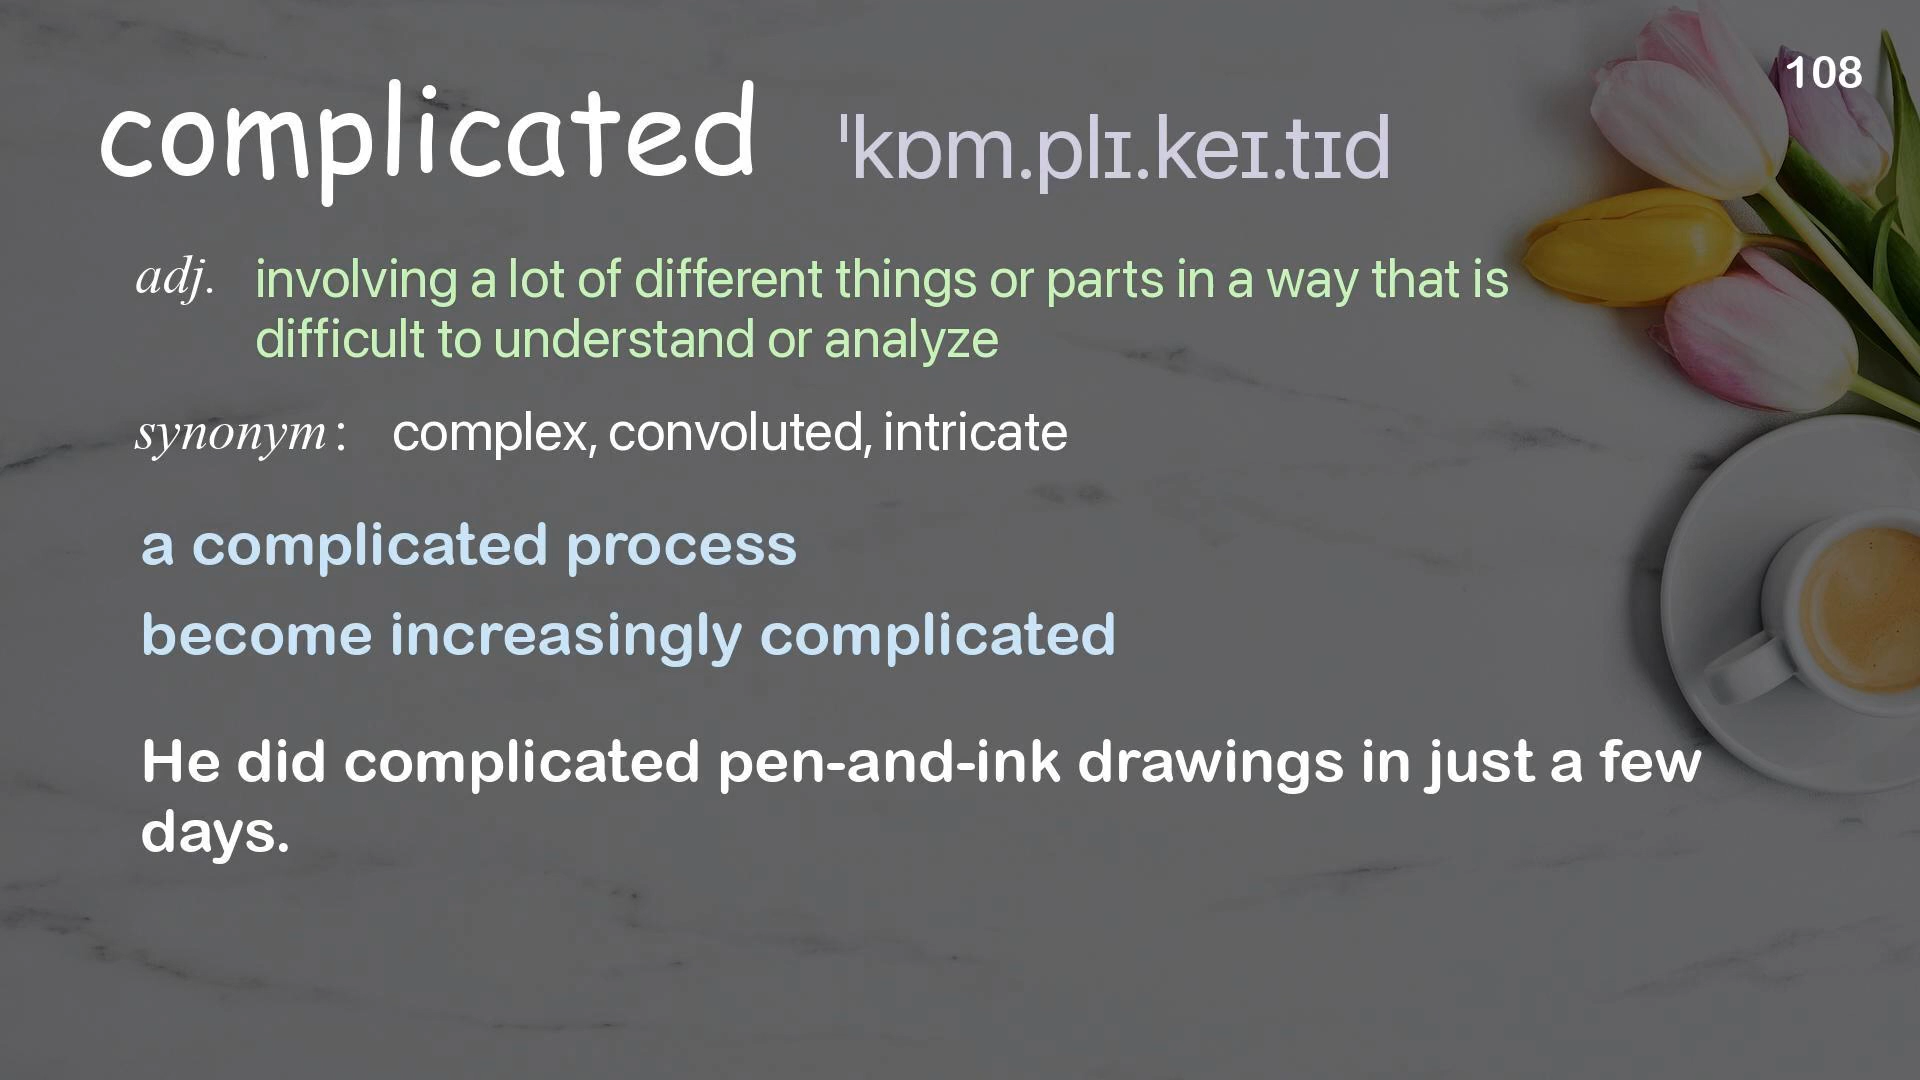 108
complicated ˈkɒm.plɪ.keɪ.tɪd
adj. involving a lot of different things or parts in a way that is
difficult to understand or analyze
synonym : complex, convoluted, intricate
a complicated process
become increasingly complicated
He did complicated pen-and-ink drawings in just a few
days.